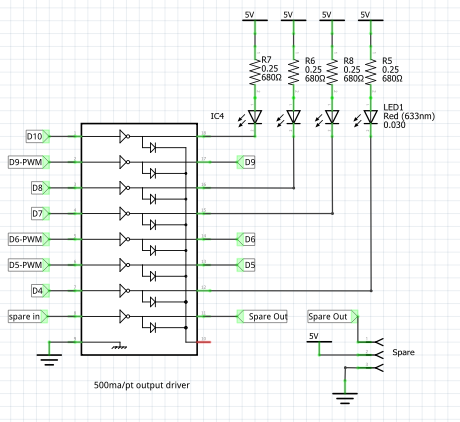 5V 5V 5V 5V
R7 0.25 680Ω
R6 0.25 680Ω
R8 0.25 680Ω
R5 0.25 680Ω
IC4
LED1
Red (633nm)
0.030
D10
D9-PWM D9
D8
D7
D6-PWM D6
D5-PWM D5
D4
spare in Spare Out Spare Out
5V
Spare
500ma/pt output driver